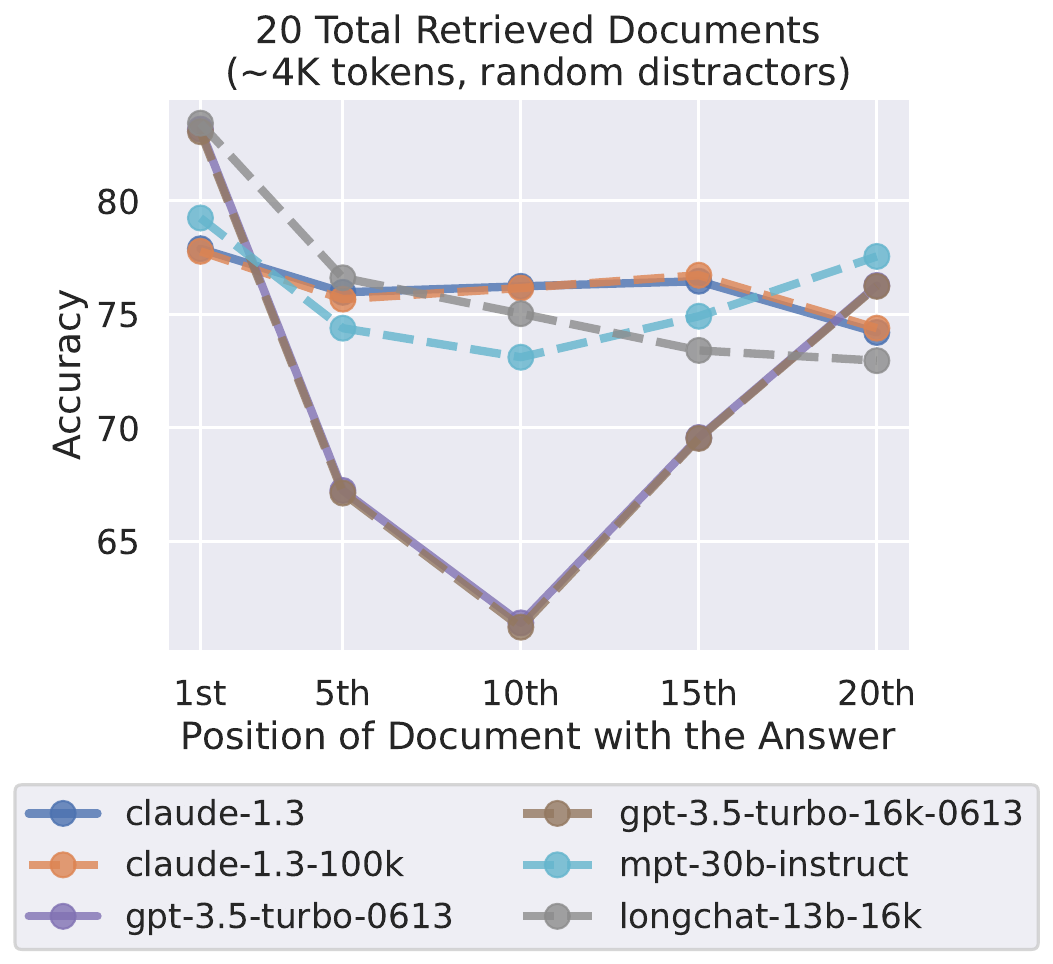 20 Total Retrieved Documents
(~4K tokens, random distractors)
80
75
70
65
Accuracy
1st 5th 10th 15th 20th
Position of Document with the Answer
claude-1.3
claude-1.3-100k
gpt-3.5-turbo-0613
gpt-3.5-turbo-16k-0613
mpt-30b-instruct
longchat-13b-16k